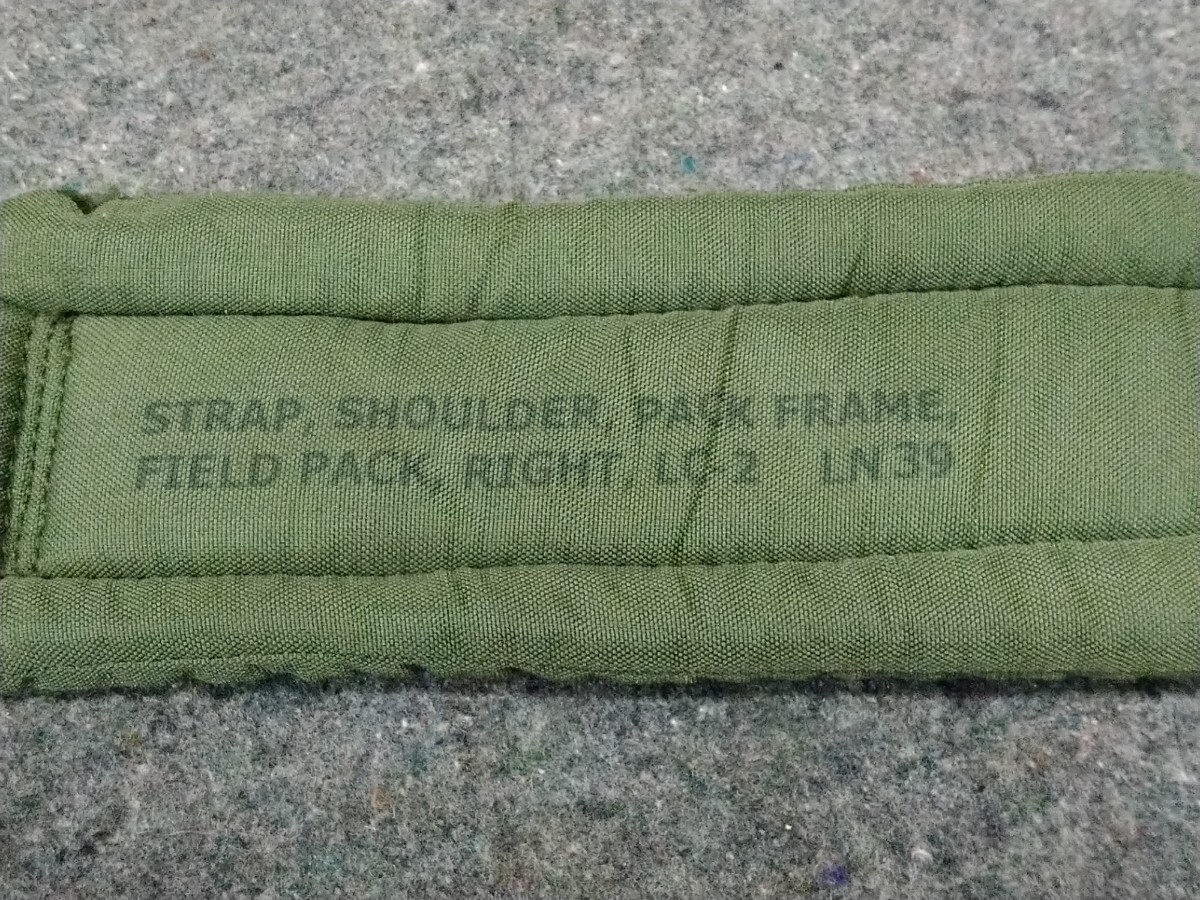 STRAP, SHOULDER, PACK FRAME,
FIELD PACK, RIGHT, LC-2 LN 39